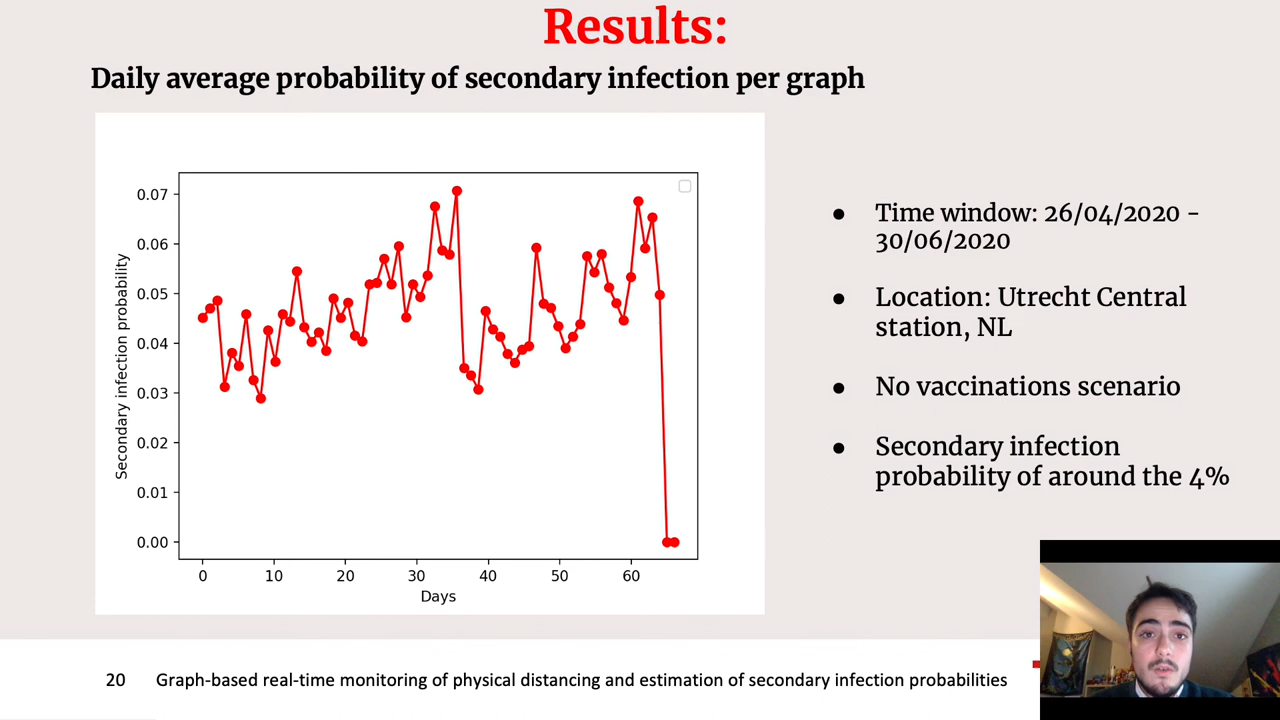 Results:
Daily average probability of secondary infection per graph
0.07
0.06
0.05
0.04
0.03
0.02
0.01
0.00
Secondary infection probability
0 10 20 30 40 50 60
Days
● Time window: 26/04/2020 -
30/06/2020
● Location: Utrecht Central
station, NL
● No vaccinations scenario
● Secondary infection
probability of around the 4%
20 Graph-based real-time monitoring of physical distancing and estimation of secondary infection probabilities